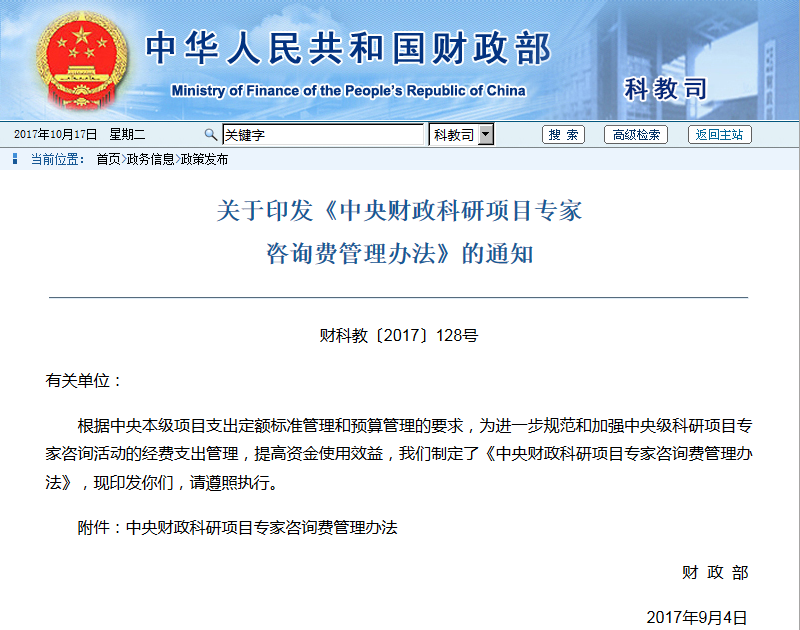 中华人民共和国财政部
Ministry of Finance of the People's Republic of China
科教司
2017年10月17日 星期二 关键字 科教司 搜 索 高级检索 返回主站
当前位置： 首页>政务信息>政策发布
关于印发《中央财政科研项目专家
咨询费管理办法》的通知
财科教〔2017〕128号
有关单位：
根据中央本级项目支出定额标准管理和预算管理的要求，为进一步规范和加强中央级科研项目专
家咨询活动的经费支出管理，提高资金使用效益，我们制定了《中央财政科研项目专家咨询费管理办
法》，现印发你们，请遵照执行。
附件：中央财政科研项目专家咨询费管理办法
财 政 部
2017年9月4日